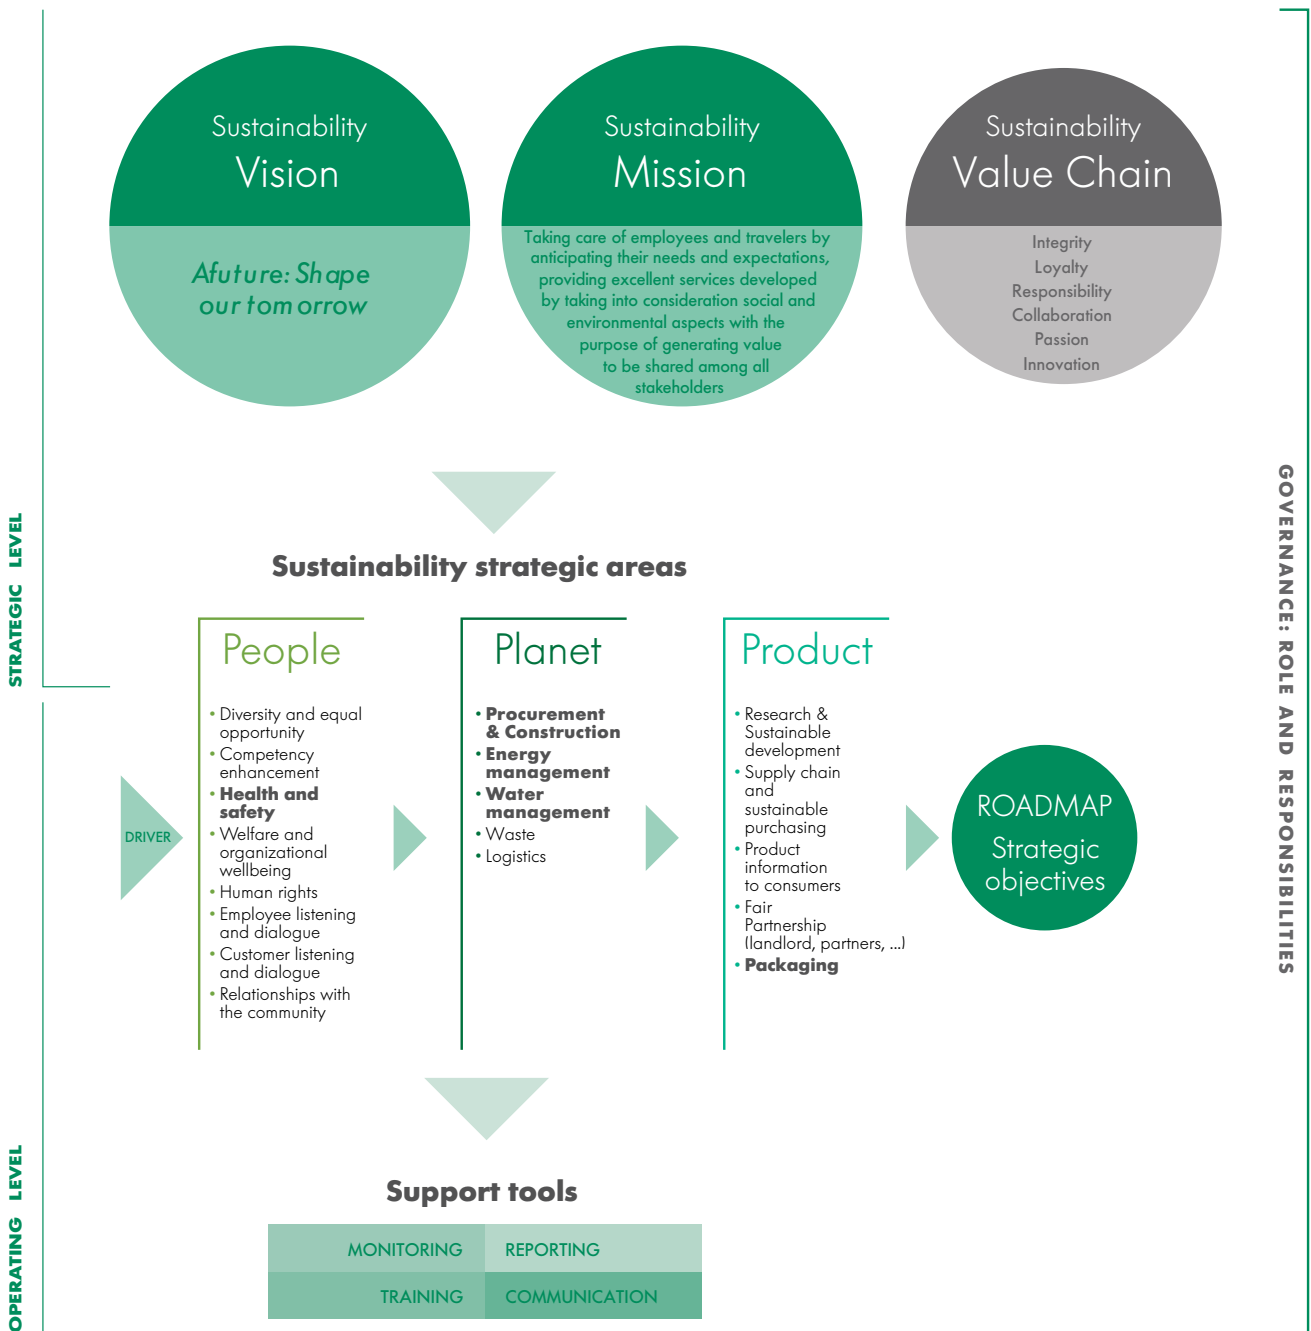 Sustainability
Vision
Afuture: Shape
our tomorrow
Sustainability
Mission
Taking care of employees and travelers by
anticipating their needs and expectations,
providing excellent services developed
by taking into consideration social and
environmental aspects with the
purpose of generating value
to be shared among all
stakeholders
Sustainability
Value Chain
Integrity
Loyalty
Responsibility
Collaboration
Passion
Innovation
STRATEGIC LEVEL
GOVERNANCE: ROLE AND RESPONSIBILITIES
Sustainability strategic areas
DRIVER
People
• Diversity and equal
opportunity
• Competency
enhancement
• Health and
safety
• Welfare and
organizational
wellbeing
• Human rights
• Employee listening
and dialogue
• Customer listening
and dialogue
• Relationships with
the community
Planet
• Procurement
& Construction
• Energy
management
• Water
management
• Waste
• Logistics
Product
• Research &
Sustainable
development
• Supply chain
and
sustainable
purchasing
• Product
information
to consumers
• Fair
Partnership
(landlord, partners, ...)
• Packaging
ROADMAP
Strategic
objectives
OPERATING LEVEL
Support tools
MONITORING
REPORTING
TRAINING
COMMUNICATION